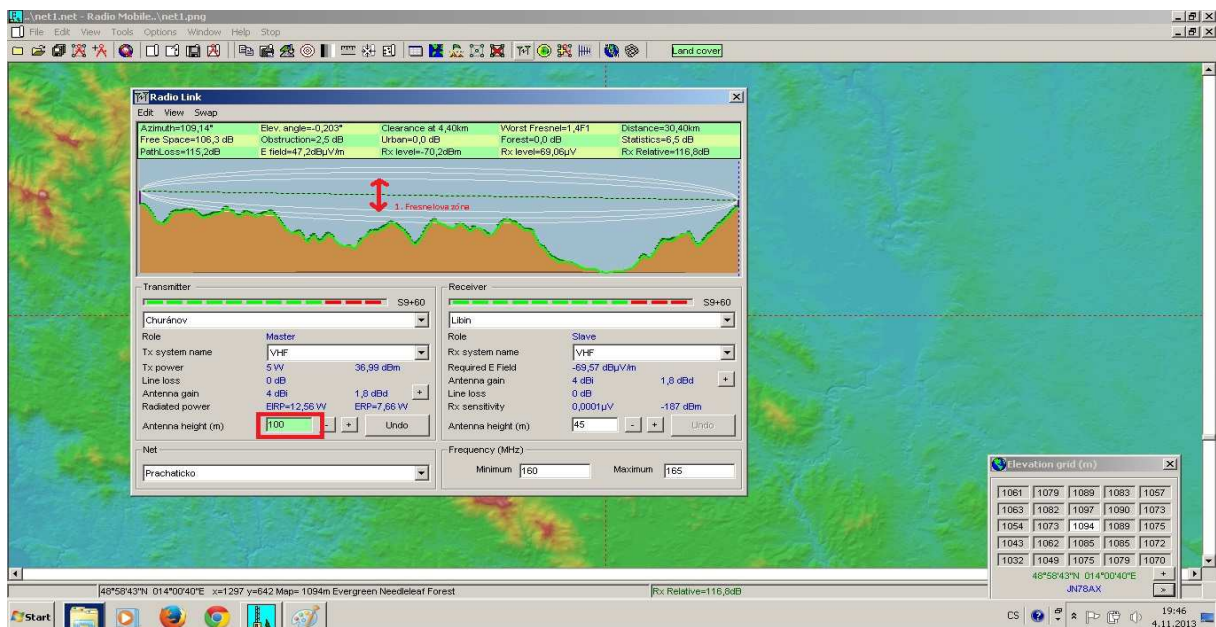 ..\net1.net - Radio Mobile..\net1.png
File Edit View Tools Options Window Help Stop
Land cover
Radio Link
Edit View Swap
Azimuth=109,14° Elev. angle=-0,203° Clearance at 4,40km Worst Fresnel=1,4F1 Distance=30,40km
Free Space=106,3 dB Obstruction=2,5 dB Urban=0,0 dB Forest=0,0 dB Statistics=6,5 dB
PathLoss=115,2dB E field=47,2dBµV/m Rx level=-70,2dBm Rx level=69,06µV Rx Relative=116,8dB
1. Fresnelova zóna
Transmitter
S9+60
Churánov
Role Master
Tx system name VHF
Tx power 5 W 36,99 dBm
Line loss 0 dB
Antenna gain 4 dBi 1,8 dBd +
Radiated power EIRP=12,56 W ERP=7,66 W
Antenna height (m) 100 - + Undo
Net
Prachaticko
Receiver
S9+60
Libin
Role Slave
Rx system name VHF
Required E Field -69,57 dBµV/m
Antenna gain 4 dBi 1,8 dBd +
Line loss 0 dB
Rx sensitivity 0,0001µV -187 dBm
Antenna height (m) 45 - + Undo
Frequency (MHz)
Minimum 160 Maximum 165
Elevation grid (m)
1061 1079 1089 1083 1057
1063 1082 1097 1090 1073
1054 1073 1094 1089 1075
1043 1062 1085 1085 1072
1032 1049 1075 1079 1070
48°58'43"N 014°00'40"E +
JN78AX >
48°58'43"N 014°00'40"E x=1297 y=642 Map= 1094m Evergreen Needleleaf Forest Rx Relative=116,8dB
Start
CS
19:46
4.11.2013